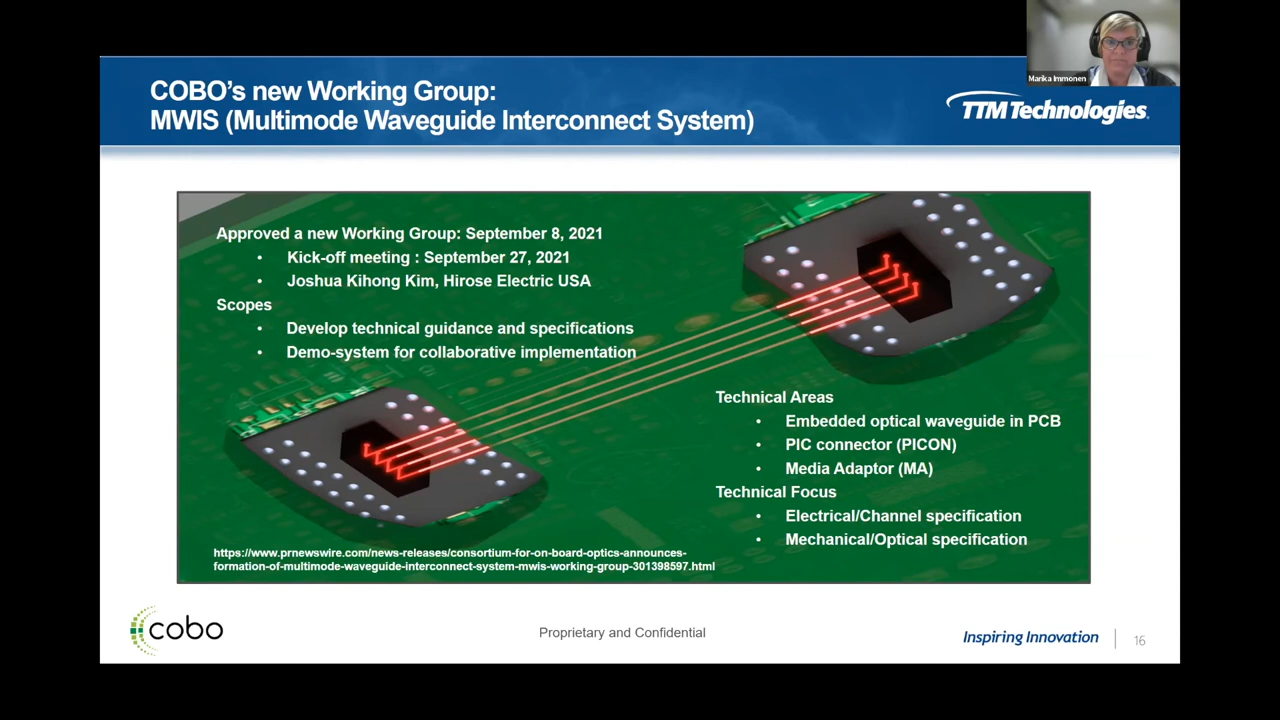 Marika Immonen
COBO's new Working Group:
MWIS (Multimode Waveguide Interconnect System)
TTM Technologies®
Approved a new Working Group: September 8, 2021
• Kick-off meeting : September 27, 2021
• Joshua Kihong Kim, Hirose Electric USA
Scopes
• Develop technical guidance and specifications
• Demo-system for collaborative implementation
Technical Areas
• Embedded optical waveguide in PCB
• PIC connector (PICON)
• Media Adaptor (MA)
Technical Focus
• Electrical/Channel specification
• Mechanical/Optical specification
https://www.prnewswire.com/news-releases/consortium-for-on-board-optics-announces-
formation-of-multimode-waveguide-interconnect-system-mwis-working-group-301398597.html
cobo
Proprietary and Confidential
Inspiring Innovation
16